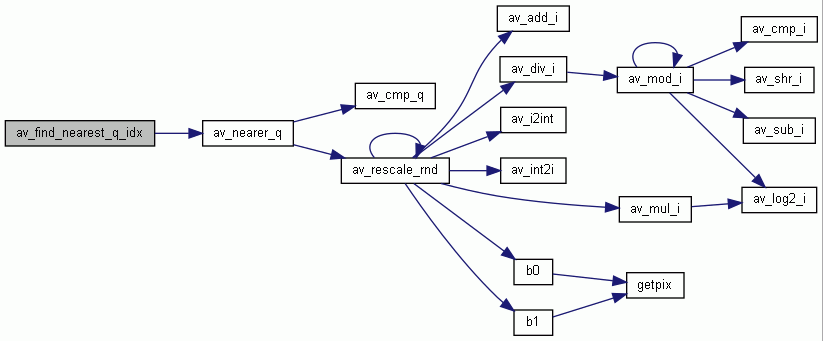 av_find_nearest_q_idx
av_nearer_q
av_cmp_q
av_rescale_rnd
av_add_i
av_div_i
av_i2int
av_int2i
av_mul_i
b0
b1
av_mod_i
getpix
av_cmp_i
av_shr_i
av_sub_i
av_log2_i